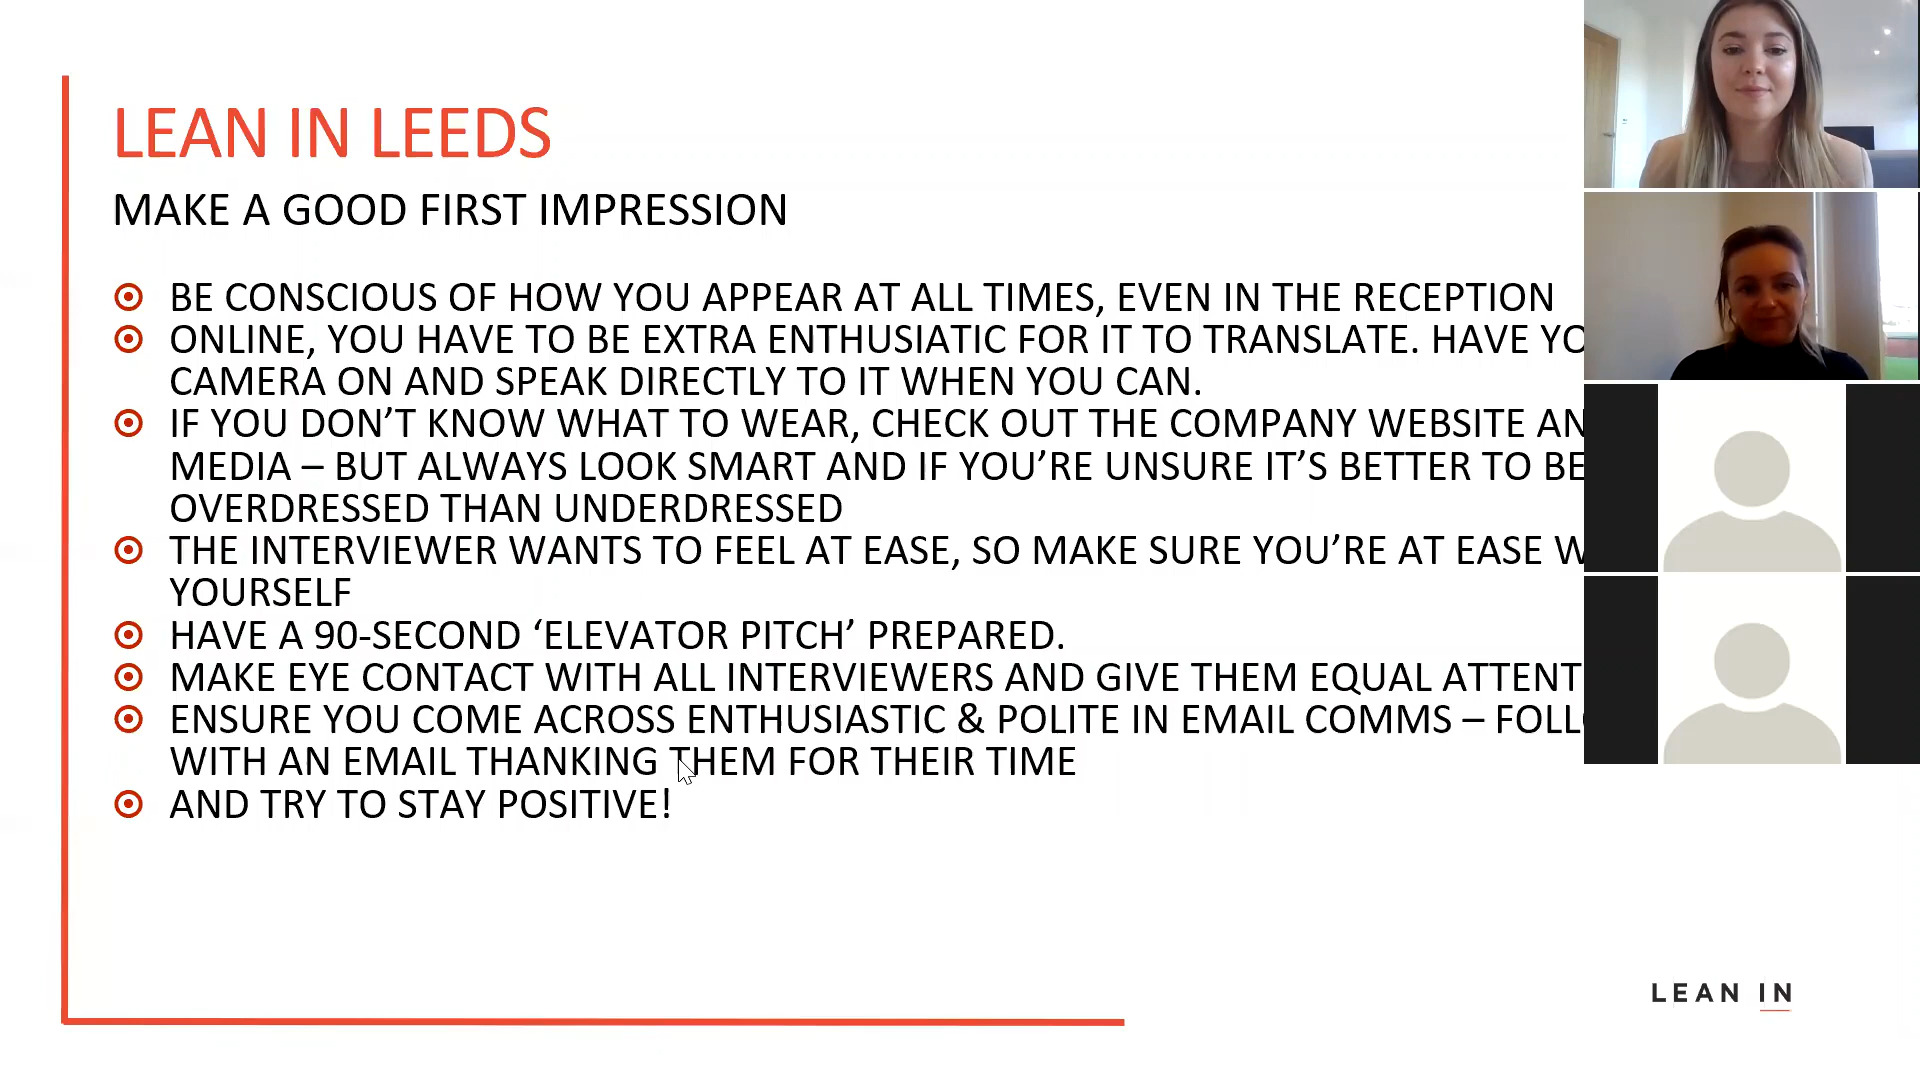 LEAN IN LEEDS
MAKE A GOOD FIRST IMPRESSION
BE CONSCIOUS OF HOW YOU APPEAR AT ALL TIMES, EVEN IN THE RECEPTION
ONLINE, YOU HAVE TO BE EXTRA ENTHUSIATIC FOR IT TO TRANSLATE. HAVE
CAMERA ON AND SPEAK DIRECTLY TO IT WHEN YOU CAN.
IF YOU DON’T KNOW WHAT TO WEAR, CHECK OUT THE COMPANY WEBSITE
MEDIA – BUT ALWAYS LOOK SMART AND IF YOU’RE UNSURE IT’S BETTER TO BE
OVERDRESSED THAN UNDERDRESSED
THE INTERVIEWER WANTS TO FEEL AT EASE, SO MAKE SURE YOU’RE AT EASE
YOURSELF
HAVE A 90-SECOND ‘ELEVATOR PITCH’ PREPARED.
MAKE EYE CONTACT WITH ALL INTERVIEWERS AND GIVE THEM EQUAL
ENSURE YOU COME ACROSS ENTHUSIASTIC & POLITE IN EMAIL COMMS –
WITH AN EMAIL THANKING THEM FOR THEIR TIME
AND TRY TO STAY POSITIVE!
LEAN IN